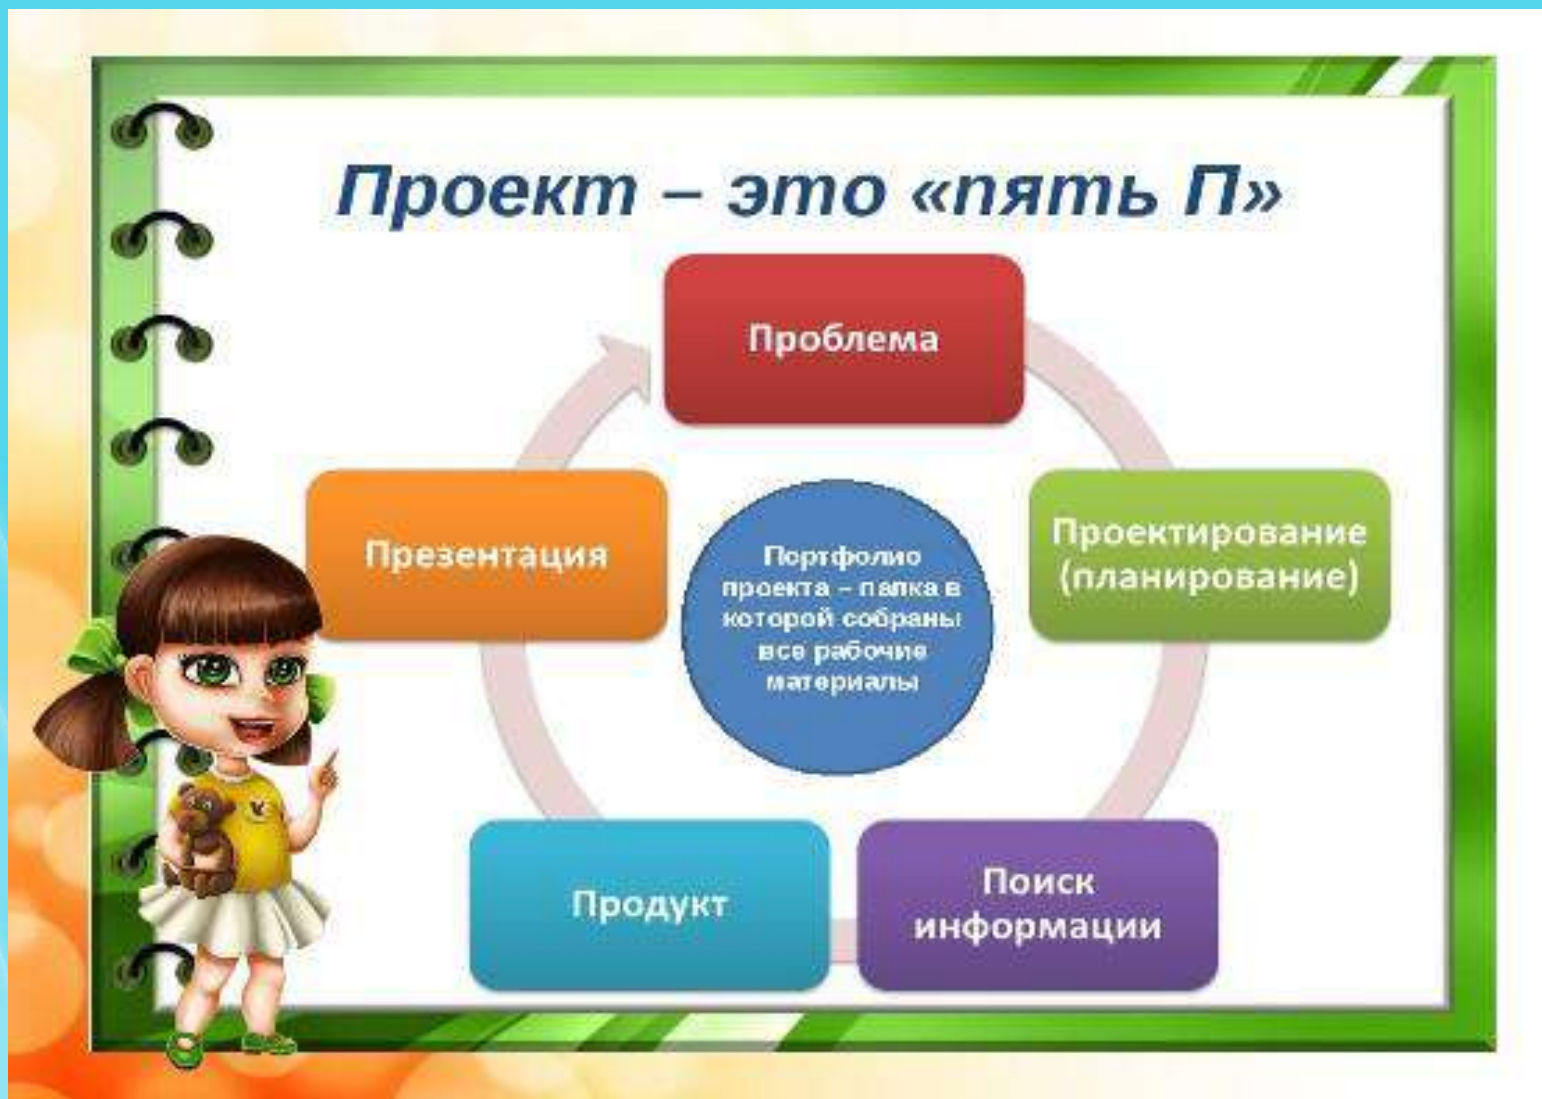 Проект – это «пять П»
Проблема
Проектирование
(планирование)
Поиск
информации
Продукт
Презентация
Портфолио
проекта – папка в
которой собраны
все рабочие
материалы